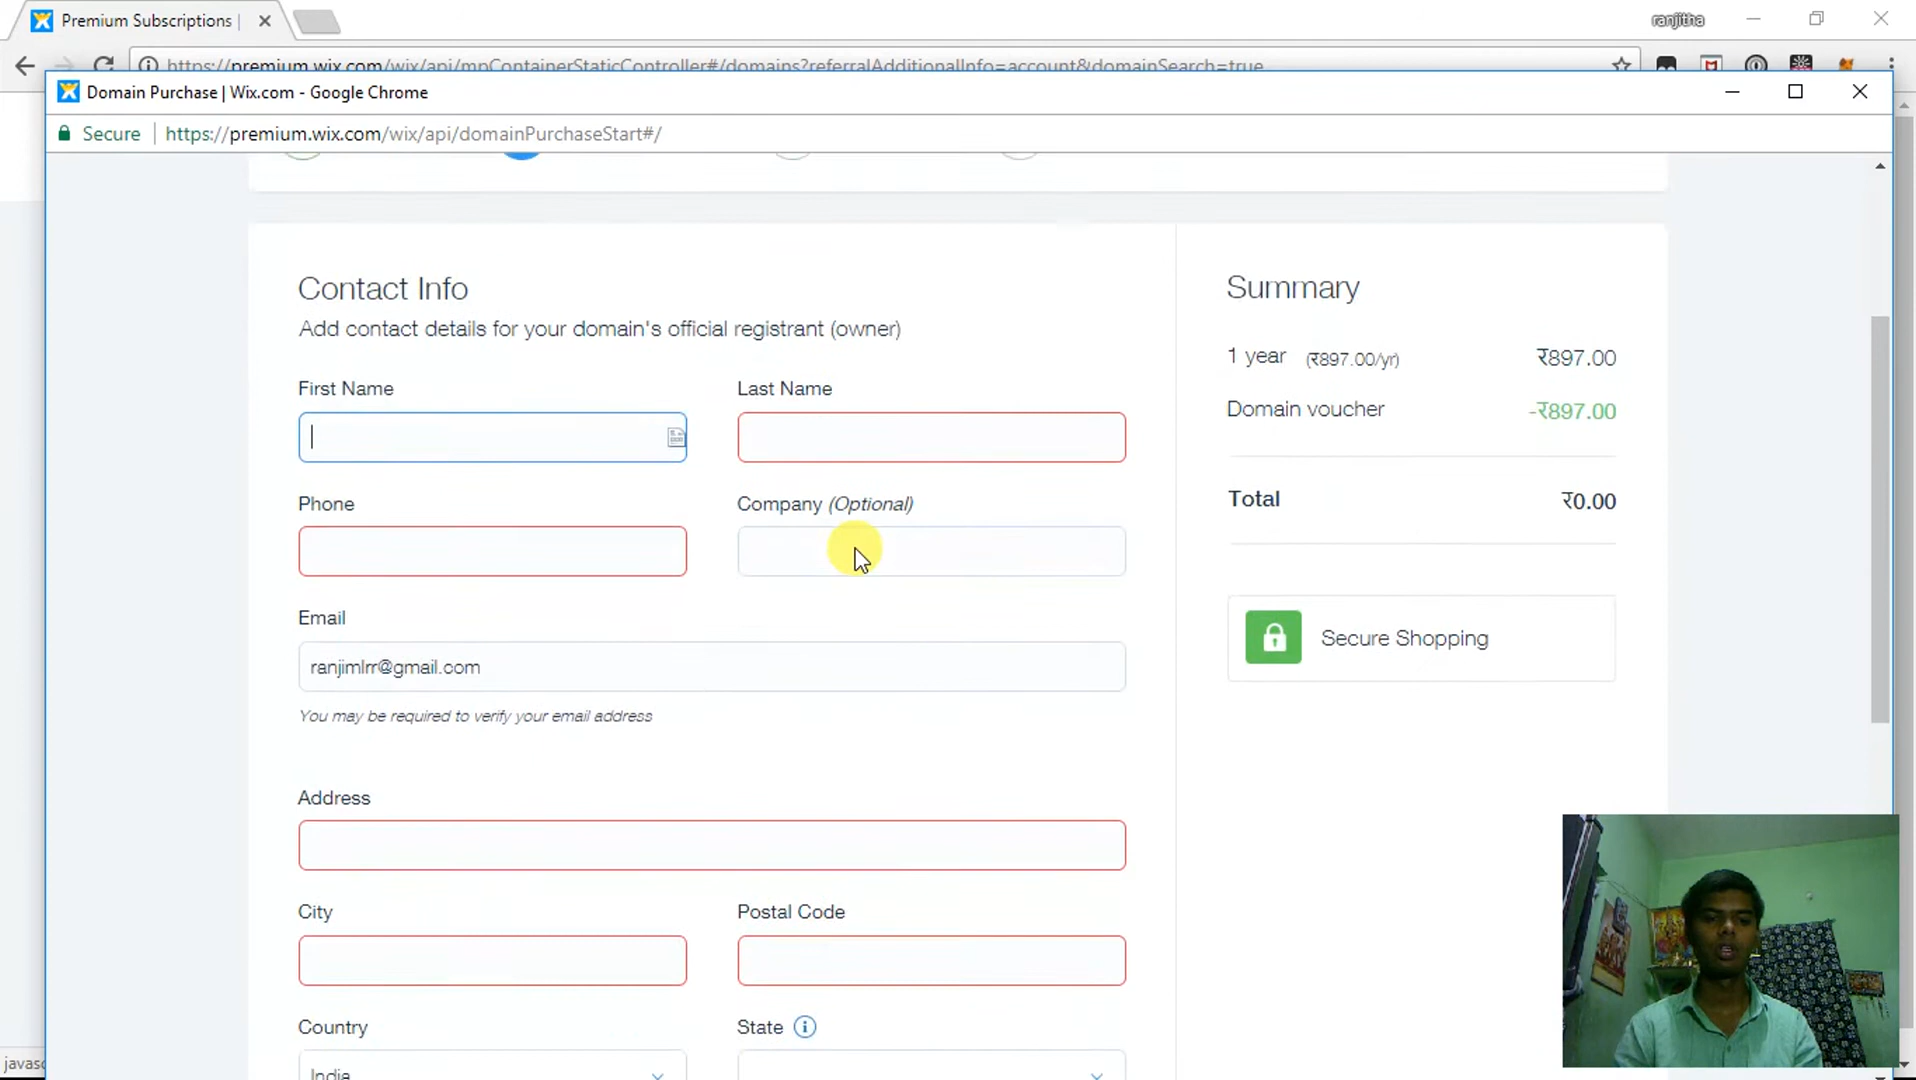 Premium Subscriptions |
ranjitha
https://premium.wix.com/wix/api/mpContainerStaticController#/domains?referralAdditionalInfo=account&domainSearch=true
Domain Purchase | Wix.com - Google Chrome
Secure
https://premium.wix.com/wix/api/domainPurchaseStart#/
Contact Info
Add contact details for your domain's official registrant (owner)
First Name
Last Name
Phone
Company (Optional)
Email
ranjimlrr@gmail.com
You may be required to verify your email address
Address
City
Postal Code
Country
State
India
Summary
1 year (₹897.00/yr) ₹897.00
Domain voucher -₹897.00
Total ₹0.00
Secure Shopping
javasc